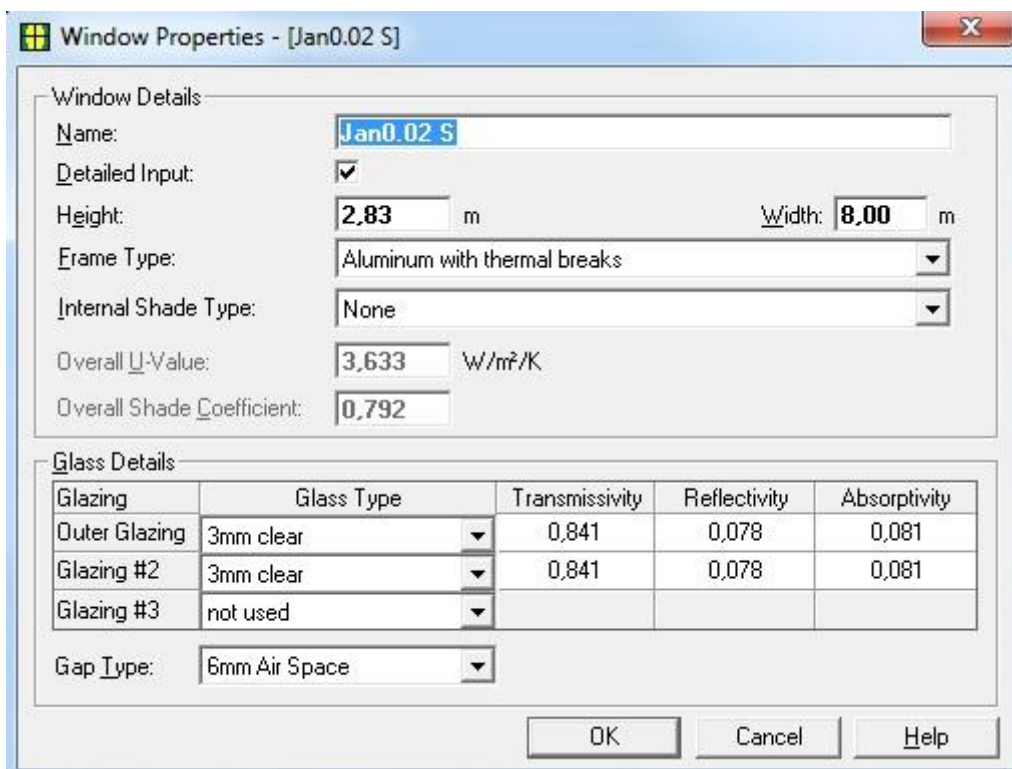 Window Properties - [Jan0.02 S]
Window Details
Name: Jan0.02 S
Detailed Input:
Height: 2,83 m Width: 8,00 m
Frame Type: Aluminum with thermal breaks
Internal Shade Type: None
Overall U-Value: 3,633 W/m²/K
Overall Shade Coefficient: 0,792
Glass Details
Glazing Glass Type Transmissivity Reflectivity Absorptivity
Outer Glazing 3mm clear 0,841 0,078 0,081
Glazing #2 3mm clear 0,841 0,078 0,081
Glazing #3 not used
Gap Type: 6mm Air Space
OK Cancel Help